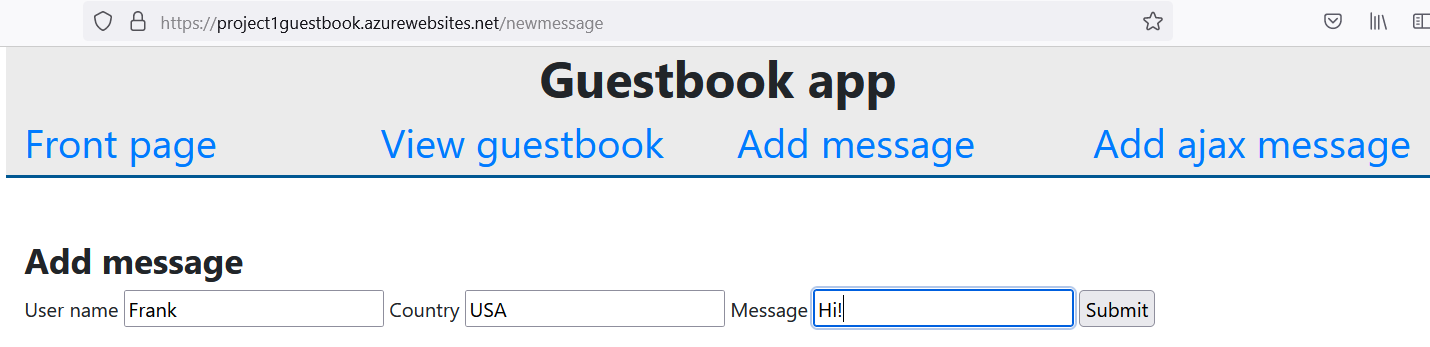 https://project1guestbook.azurewebsites.net/newmessage
Guestbook app
Front page View guestbook Add message Add ajax message
Add message
User name Frank Country USA Message Hi! Submit